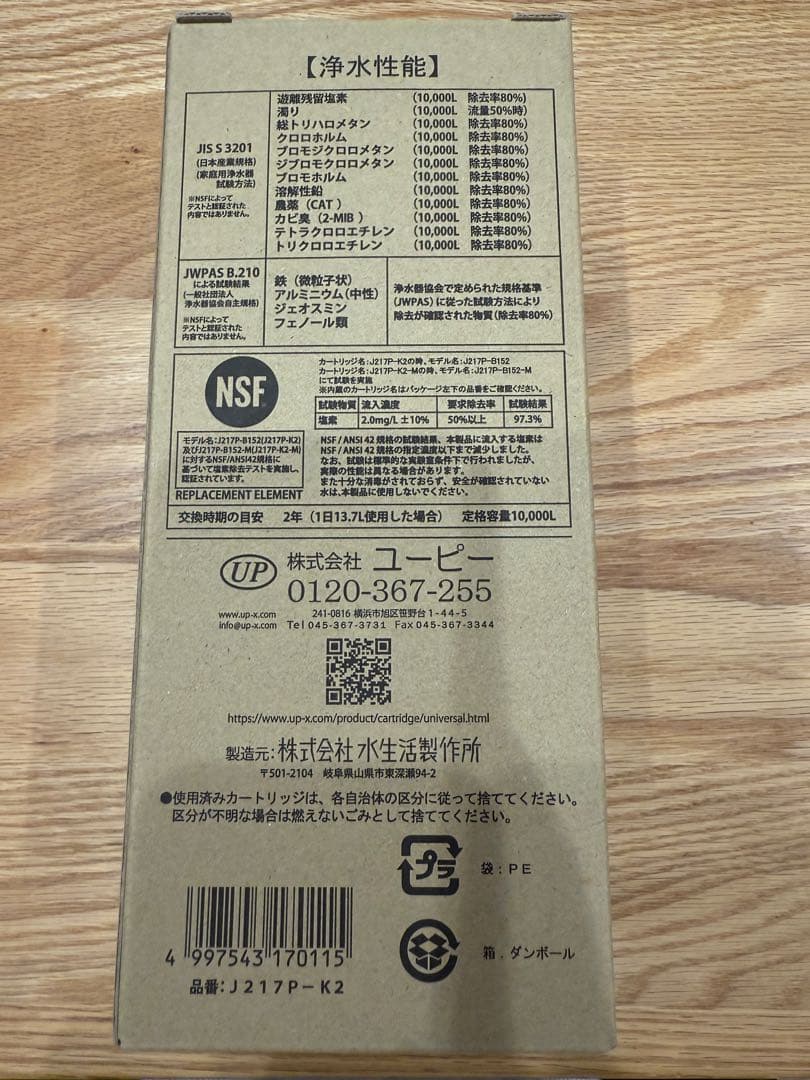 【浄水性能】
JIS S 3201
(日本産業規格)
(家庭用浄水器
試験方法)
※NSFによって
テストと認証された
内容ではありません。
遊離残留塩素 (10,000L 除去率80%)
濁り (10,000L 流量50%時)
総トリハロメタン (10,000L 除去率80%)
クロロホルム (10,000L 除去率80%)
ブロモジクロロメタン (10,000L 除去率80%)
ジブロモクロロメタン (10,000L 除去率80%)
ブロモホルム (10,000L 除去率80%)
溶解性鉛 (10,000L 除去率80%)
農薬（CAT） (10,000L 除去率80%)
カビ臭（2-MIB） (10,000L 除去率80%)
テトラクロロエチレン (10,000L 除去率80%)
トリクロロエチレン (10,000L 除去率80%)
JWPAS B.210
による試験結果
(一般社団法人
浄水器協会自主規格)
※NSFによって
テストと認証された
内容ではありません。
鉄（微粒子状）
アルミニウム（中性）
ジェオスミン
フェノール類
浄水器協会で定められた規格基準
(JWPAS)に従った試験方法により
除去が確認された物質(除去率80%)
NSF
カートリッジ名：J217P-K2の時、モデル名：J217P-B152
カートリッジ名：J217P-K2-Mの時、モデル名：J217P-B152-M
にて試験を実施
※内蔵のカートリッジ名はパッケージ左下の品番をご確認ください。
試験物質 流入濃度 要求除去率 試験結果
塩素 2.0mg/L ±10% 50%以上 97.3%
モデル名：J217P-B152(J217P-K2)
及びJ217P-B152-M(J217P-K2-M)
に対するNSF/ANSI42規格に
基づいて塩素除去テストを実施し、
認証されています。
REPLACEMENT ELEMENT
NSF/ANSI 42 規格の試験結果、本製品に流入する塩素は
NSF/ANSI 42 規格の指定濃度以下まで減少しました。
なお、試験は標準的な実験室条件下で行われましたが、
実際の性能は異なる場合があります。
また十分な消毒がされておらず、安全が確認されていない
水は、本製品に使用しないでください。
交換時期の目安 2年（1日13.7L使用した場合） 定格容量10,000L
UP 株式会社 ユーピー
0120-367-255
www.up-x.com 241-0816 横浜市旭区笹野台1-44-5
info@up-x.com Tel 045-367-3731 Fax 045-367-3344
https://www.up-x.com/product/cartridge/universal.html
製造元：株式会社 水生活製作所
〒501-2104 岐阜県山県市東深瀬94-2
●使用済みカートリッジは、各自治体の区分に従って捨ててください。
区分が不明な場合は燃えないごみとして捨ててください。
プラ 袋：PE
箱．ダンボール
4 997543 170115
品番：J217P-K2